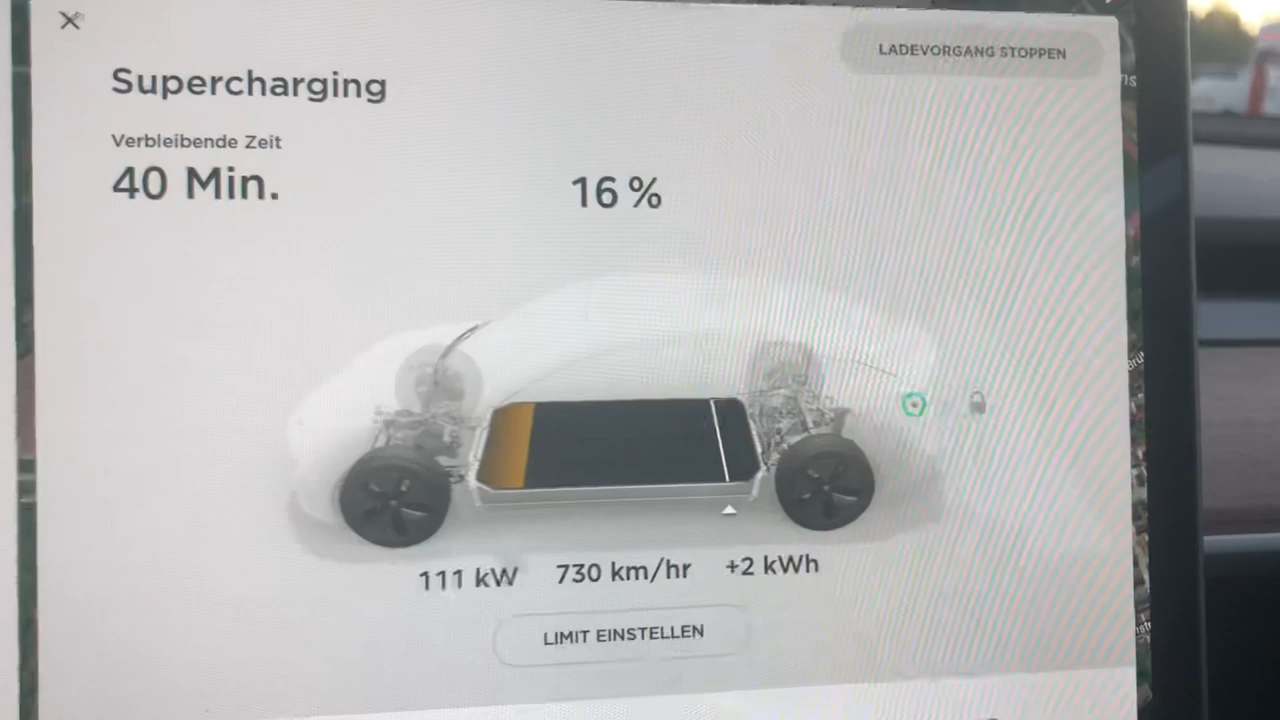 LADEVORGANG STOPPEN
Supercharging
Verbleibende Zeit
40 Min.
16 %
111 kW 730 km/hr +2 kWh
LIMIT EINSTELLEN